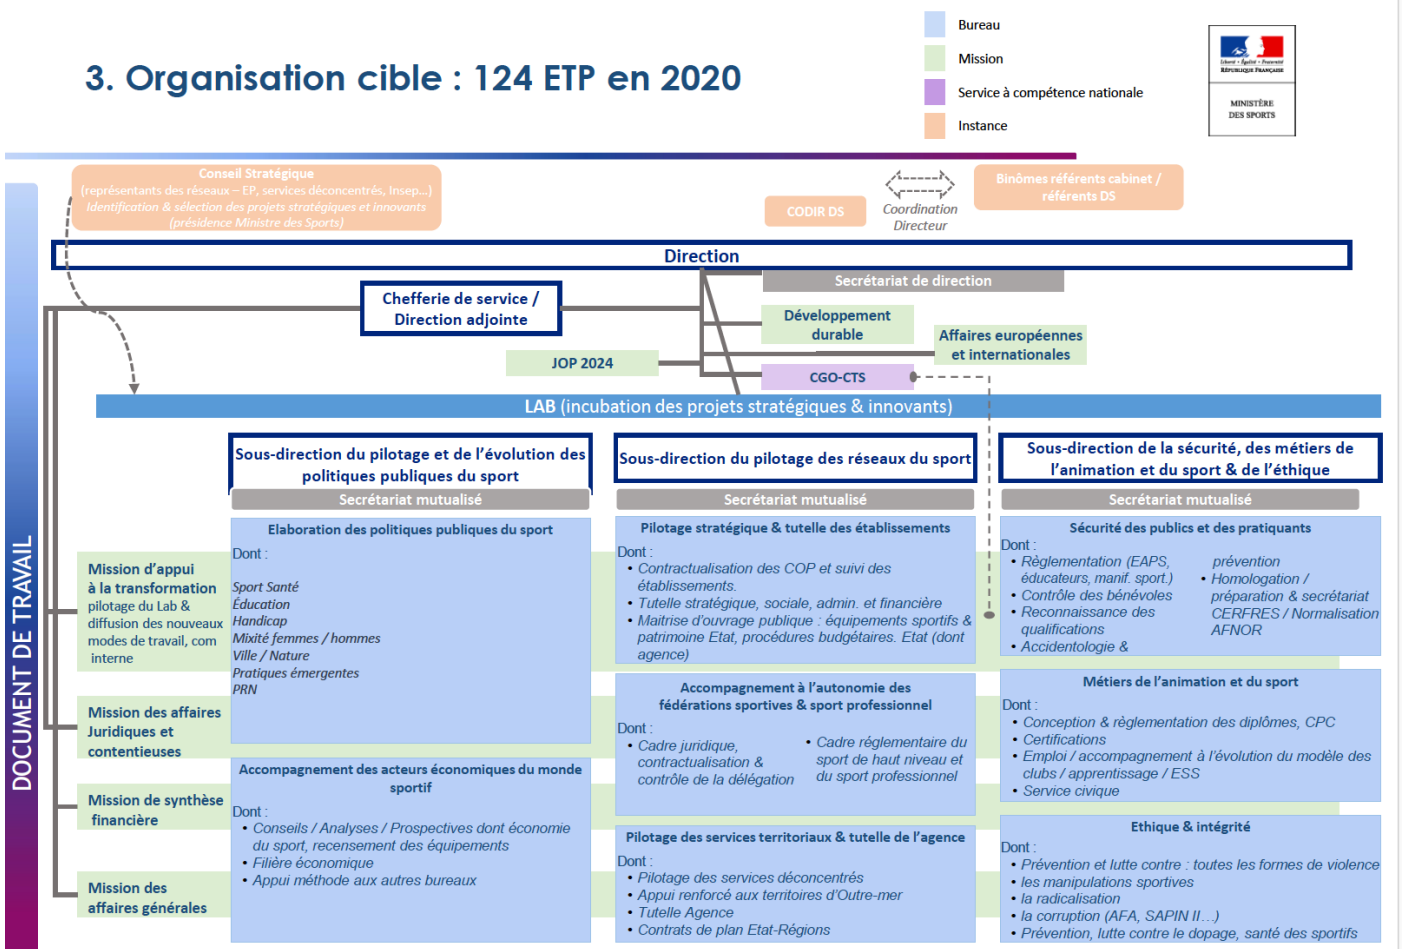 Bureau
Mission
Service à compétence nationale
Instance
3. Organisation cible : 124 ETP en 2020
Liberté • Égalité • Fraternité
RÉPUBLIQUE FRANÇAISE
MINISTÈRE
DES SPORTS
DOCUMENT DE TRAVAIL
Conseil Stratégique
(représentants des réseaux – EP, services déconcentrés, Insep...)
Identification & sélection des projets stratégiques et innovants
(présidence Ministre des Sports)
CODIR DS
Coordination
Directeur
Binômes référents cabinet /
référents DS
Direction
Secrétariat de direction
Chefferie de service /
Direction adjointe
Développement
durable
Affaires européennes
et internationales
JOP 2024
CGO-CTS
LAB (incubation des projets stratégiques & innovants)
Sous-direction du pilotage et de l'évolution des
politiques publiques du sport
Secrétariat mutualisé
Elaboration des politiques publiques du sport
Dont :
Sport Santé
Éducation
Handicap
Mixité femmes / hommes
Ville / Nature
Pratiques émergentes
PRN
Accompagnement des acteurs économiques du monde
sportif
Dont :
• Conseils / Analyses / Prospectives dont économie
du sport, recensement des équipements
• Filière économique
• Appui méthode aux autres bureaux
Sous-direction du pilotage des réseaux du sport
Secrétariat mutualisé
Pilotage stratégique & tutelle des établissements
Dont :
• Contractualisation des COP et suivi des
établissements.
• Tutelle stratégique, sociale, admin. et financière
• Maitrise d'ouvrage publique : équipements sportifs &
patrimoine Etat, procédures budgétaires. Etat (dont
agence)
Accompagnement à l'autonomie des
fédérations sportives & sport professionnel
Dont :
• Cadre juridique,
contractualisation &
contrôle de la délégation
• Cadre réglementaire du
sport de haut niveau et
du sport professionnel
Pilotage des services territoriaux & tutelle de l'agence
Dont :
• Pilotage des services déconcentrés
• Appui renforcé aux territoires d'Outre-mer
• Tutelle Agence
• Contrats de plan Etat-Régions
Sous-direction de la sécurité, des métiers de
l'animation et du sport & de l'éthique
Secrétariat mutualisé
Sécurité des publics et des pratiquants
Dont :
• Règlementation (EAPS,
éducateurs, manif. sport.)
• Contrôle des bénévoles
• Reconnaissance des
qualifications
• Accidentologie &
prévention
• Homologation /
préparation & secrétariat
CERFRES / Normalisation
AFNOR
Métiers de l'animation et du sport
Dont :
• Conception & règlementation des diplômes, CPC
• Certifications
• Emploi / accompagnement à l'évolution du modèle des
clubs / apprentissage / ESS
• Service civique
Ethique & intégrité
Dont :
• Prévention et lutte contre : toutes les formes de violence
• les manipulations sportives
• la radicalisation
• la corruption (AFA, SAPIN II…)
• Prévention, lutte contre le dopage, santé des sportifs
Mission d'appui
à la transformation
pilotage du Lab &
diffusion des nouveaux
modes de travail, com
interne
Mission des affaires
Juridiques et
contentieuses
Mission de synthèse
financière
Mission des
affaires générales